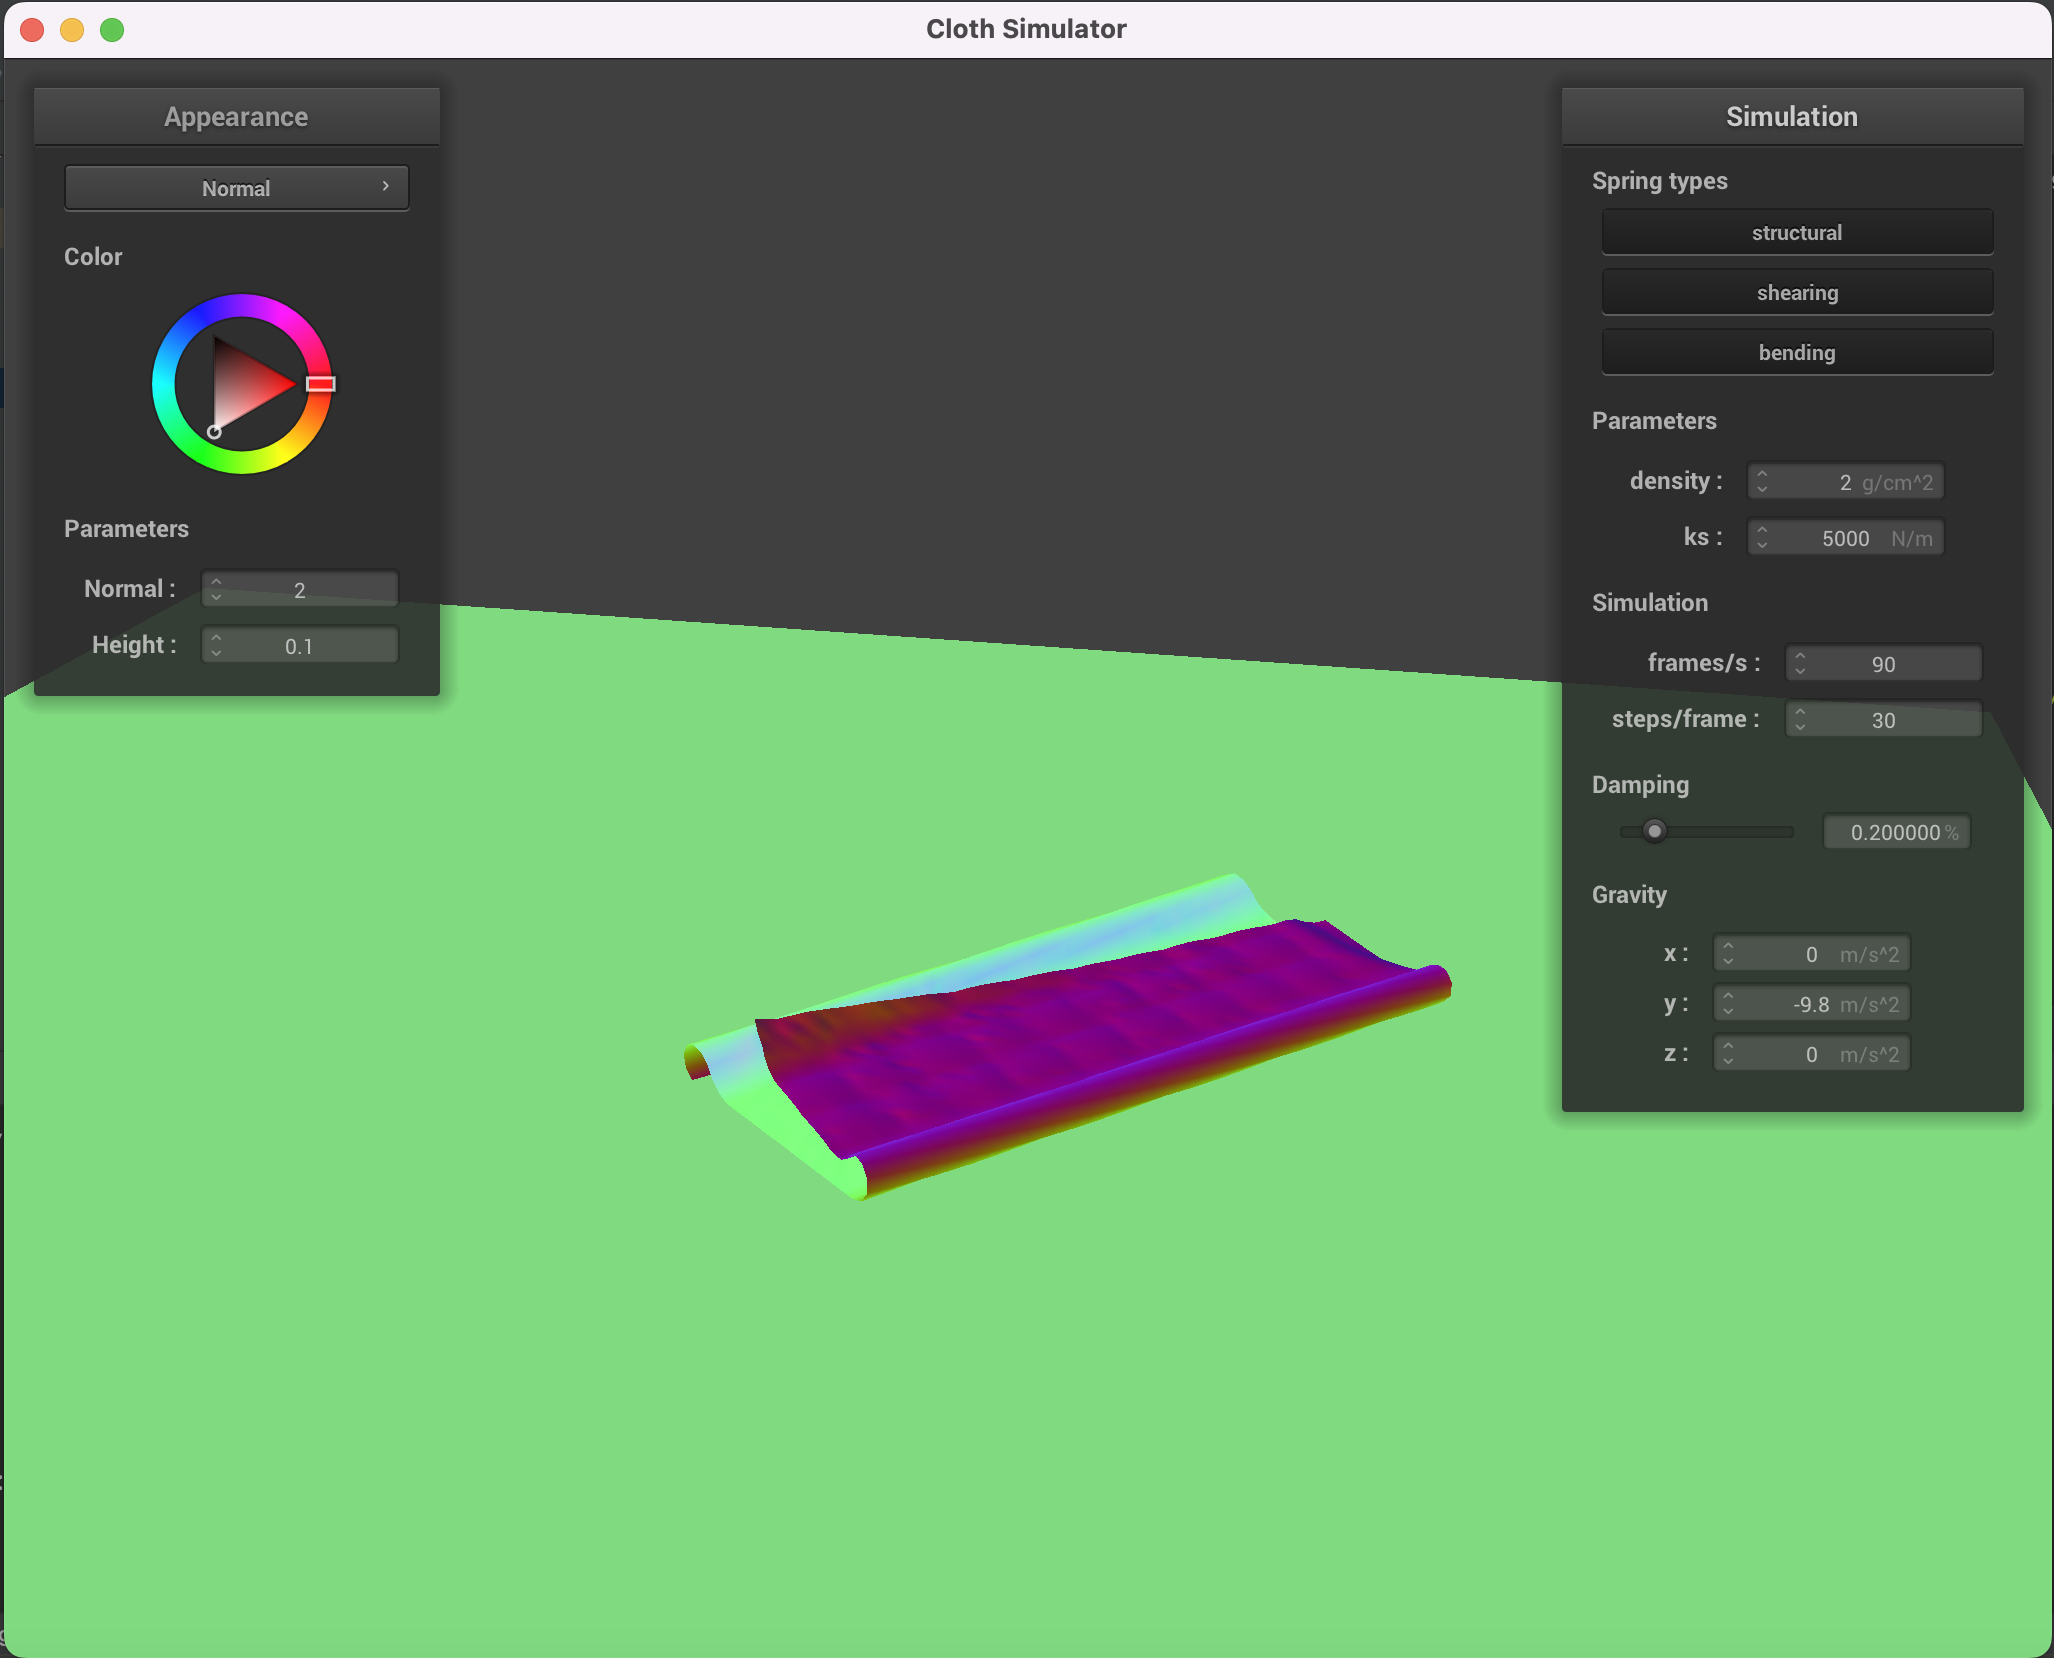 Cloth Simulator
Appearance
Normal
Color
Parameters
Normal : 2
Height : 0.1
Simulation
Spring types
structural
shearing
bending
Parameters
density : 2 g/cm^2
ks : 5000 N/m
Simulation
frames/s : 90
steps/frame : 30
Damping
0.200000 %
Gravity
x : 0 m/s^2
y : -9.8 m/s^2
z : 0 m/s^2